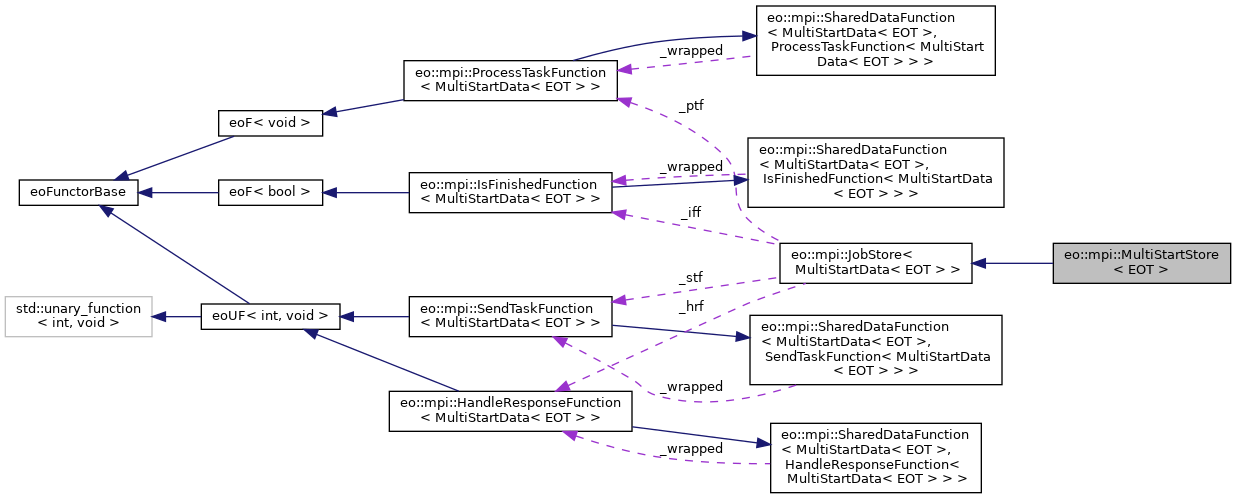 eo::mpi::SharedDataFunction
< MultiStartData< EOT >,
ProcessTaskFunction< MultiStart
Data< EOT > > >
_wrapped
eo::mpi::ProcessTaskFunction
< MultiStartData< EOT > >
_ptf
eoF< void >
eo::mpi::SharedDataFunction
< MultiStartData< EOT >,
IsFinishedFunction< MultiStartData
< EOT > > >
_wrapped
eoFunctorBase
eoF< bool >
eo::mpi::IsFinishedFunction
< MultiStartData< EOT > >
_iff
eo::mpi::JobStore<
MultiStartData< EOT > >
eo::mpi::MultiStartStore
< EOT >
_stf
_hrf
std::unary_function
< int, void >
eoUF< int, void >
eo::mpi::SendTaskFunction
< MultiStartData< EOT > >
eo::mpi::SharedDataFunction
< MultiStartData< EOT >,
SendTaskFunction< MultiStartData
< EOT > > >
_wrapped
eo::mpi::HandleResponseFunction
< MultiStartData< EOT > >
_wrapped
eo::mpi::SharedDataFunction
< MultiStartData< EOT >,
HandleResponseFunction<
MultiStartData< EOT > > >